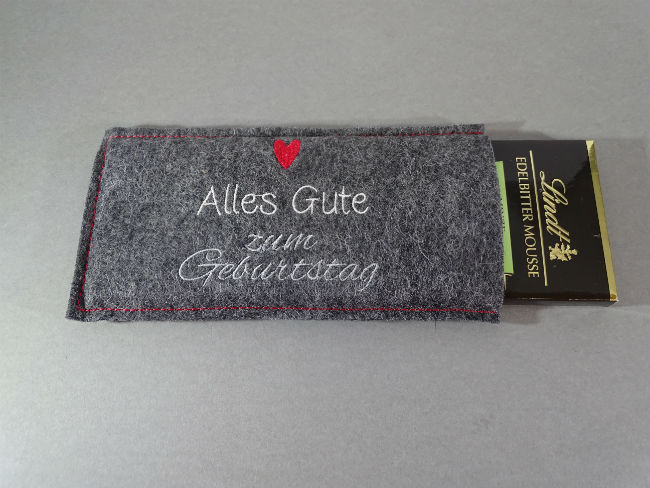 Alles Gute
zum
Geburtstag
Lindt
EDELBITTER MOUSSE